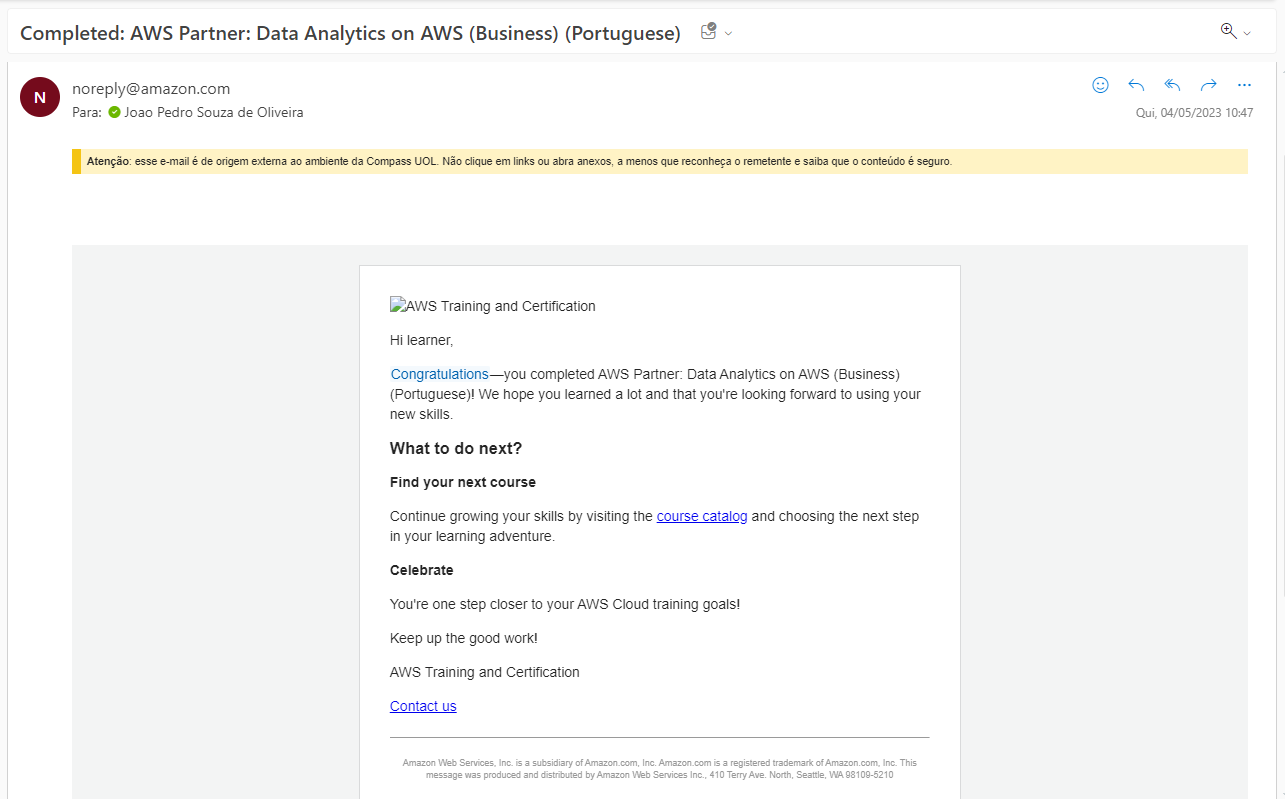 Completed: AWS Partner: Data Analytics on AWS (Business) (Portuguese)
N
noreply@amazon.com
Para: Joao Pedro Souza de Oliveira
Qui, 04/05/2023 10:47
Atenção: esse e-mail é de origem externa ao ambiente da Compass UOL. Não clique em links ou abra anexos, a menos que reconheça o remetente e saiba que o conteúdo é seguro.
AWS Training and Certification
Hi learner,
Congratulations—you completed AWS Partner: Data Analytics on AWS (Business)
(Portuguese)! We hope you learned a lot and that you're looking forward to using your
new skills.
What to do next?
Find your next course
Continue growing your skills by visiting the course catalog and choosing the next step
in your learning adventure.
Celebrate
You're one step closer to your AWS Cloud training goals!
Keep up the good work!
AWS Training and Certification
Contact us
Amazon Web Services, Inc. is a subsidiary of Amazon.com, Inc. Amazon.com is a registered trademark of Amazon.com, Inc. This
message was produced and distributed by Amazon Web Services Inc., 410 Terry Ave. North, Seattle, WA 98109-5210